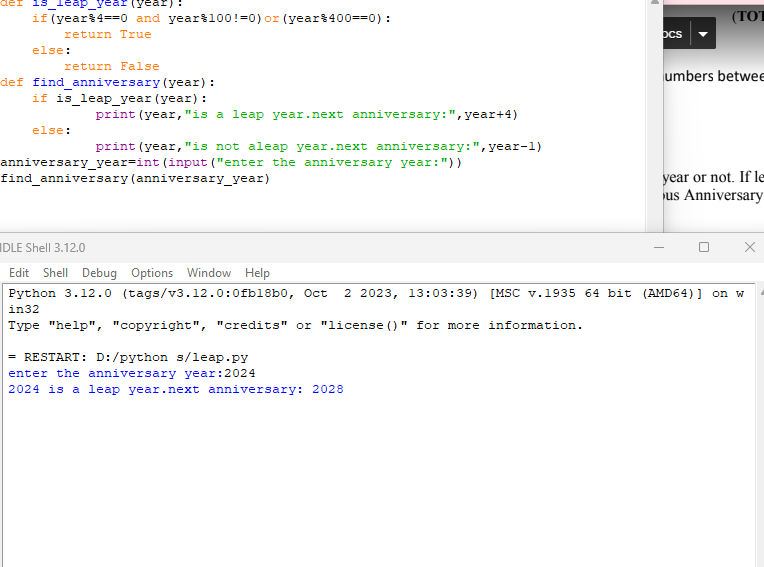 def is_leap_year(year):
if(year%4==0 and year%100!=0)or(year%400==0):
return True
else:
return False
def find_anniversary(year):
if is_leap_year(year):
print(year,"is a leap year.next anniversary:",year+4)
else:
print(year,"is not aleap year.next anniversary:",year-1)
anniversary_year=int(input("enter the anniversary year:"))
find_anniversary(anniversary_year)
(TOT
ocs
umbers betwee
year or not. If le
us Anniversary
IDLE Shell 3.12.0
Edit Shell Debug Options Window Help
Python 3.12.0 (tags/v3.12.0:0fb18b0, Oct  2 2023, 13:03:39) [MSC v.1935 64 bit (AMD64)] on w
in32
Type "help", "copyright", "credits" or "license()" for more information.
= RESTART: D:/python s/leap.py
enter the anniversary year:2024
2024 is a leap year.next anniversary: 2028